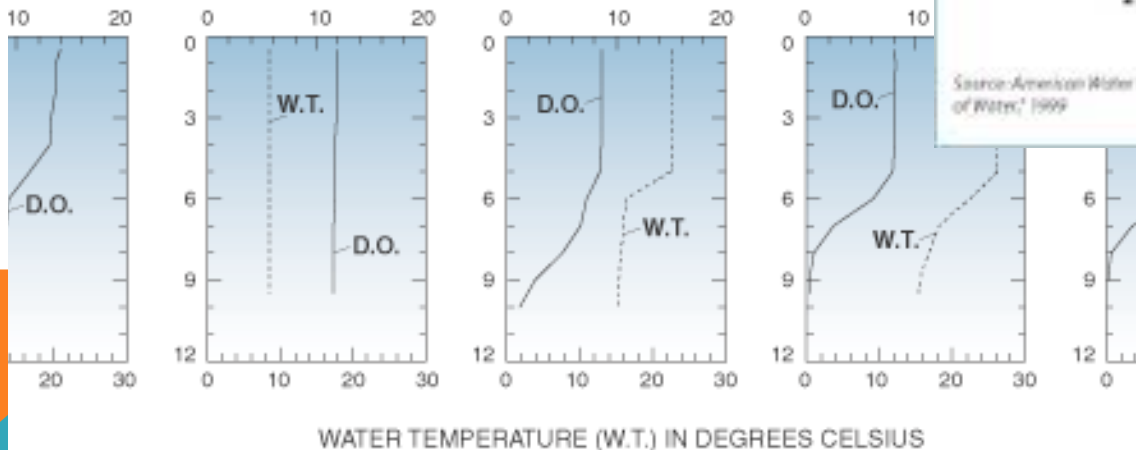 10 20 0 10 20 0 10 20 0 10
0 0 0
Source: American Water
of Water," 1999
W.T. D.O. D.O.
3 3 3
D.O. 6 6 6 6
W.T.
D.O. W.T.
9 9 9 9
12 12 12 12
20 30 0 10 20 30 0 10 20 30 0 10 20 30 0
WATER TEMPERATURE (W.T.) IN DEGREES CELSIUS